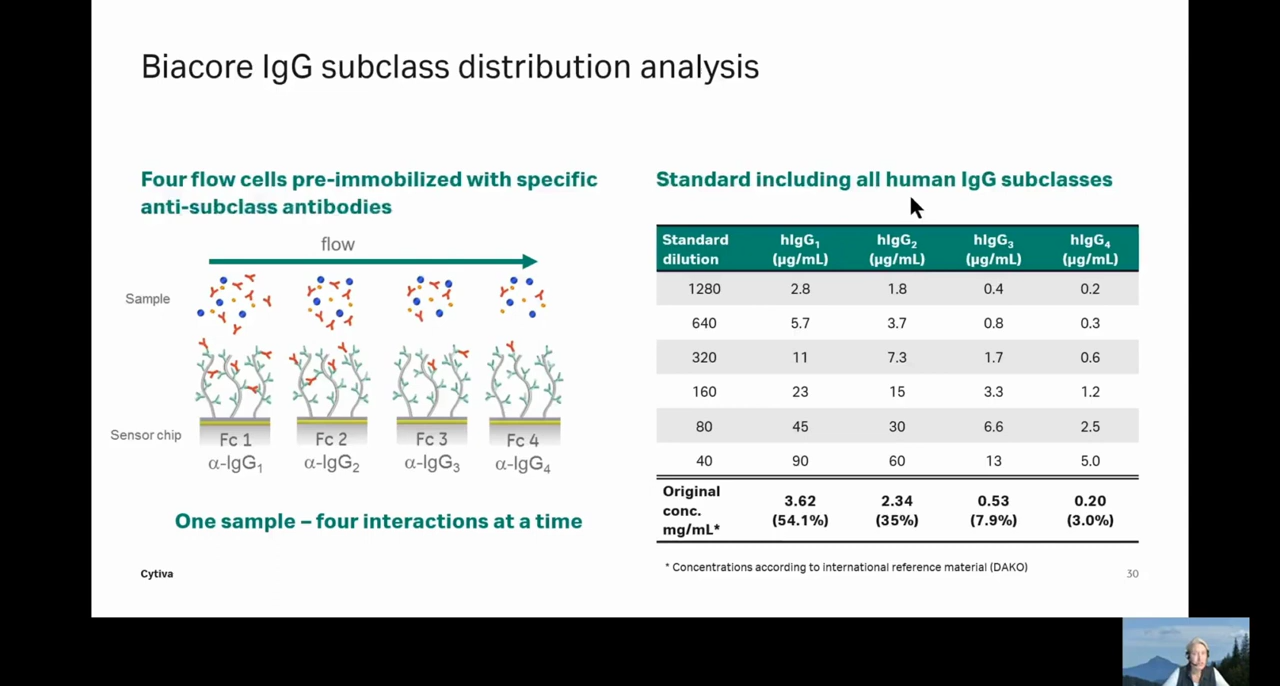 Biacore IgG subclass distribution analysis
Four flow cells pre-immobilized with specific
anti-subclass antibodies
flow
Sample
Sensor chip
Fc 1 Fc 2 Fc 3 Fc 4
α-IgG₁ α-IgG₂ α-IgG₃ α-IgG₄
One sample – four interactions at a time
Cytiva
Standard including all human IgG subclasses
Standard dilution hIgG₁ (µg/mL) hIgG₂ (µg/mL) hIgG₃ (µg/mL) hIgG₄ (µg/mL)
1280 2.8 1.8 0.4 0.2
640 5.7 3.7 0.8 0.3
320 11 7.3 1.7 0.6
160 23 15 3.3 1.2
80 45 30 6.6 2.5
40 90 60 13 5.0
Original conc. mg/mL* 3.62 (54.1%) 2.34 (35%) 0.53 (7.9%) 0.20 (3.0%)
* Concentrations according to international reference material (DAKO)
30